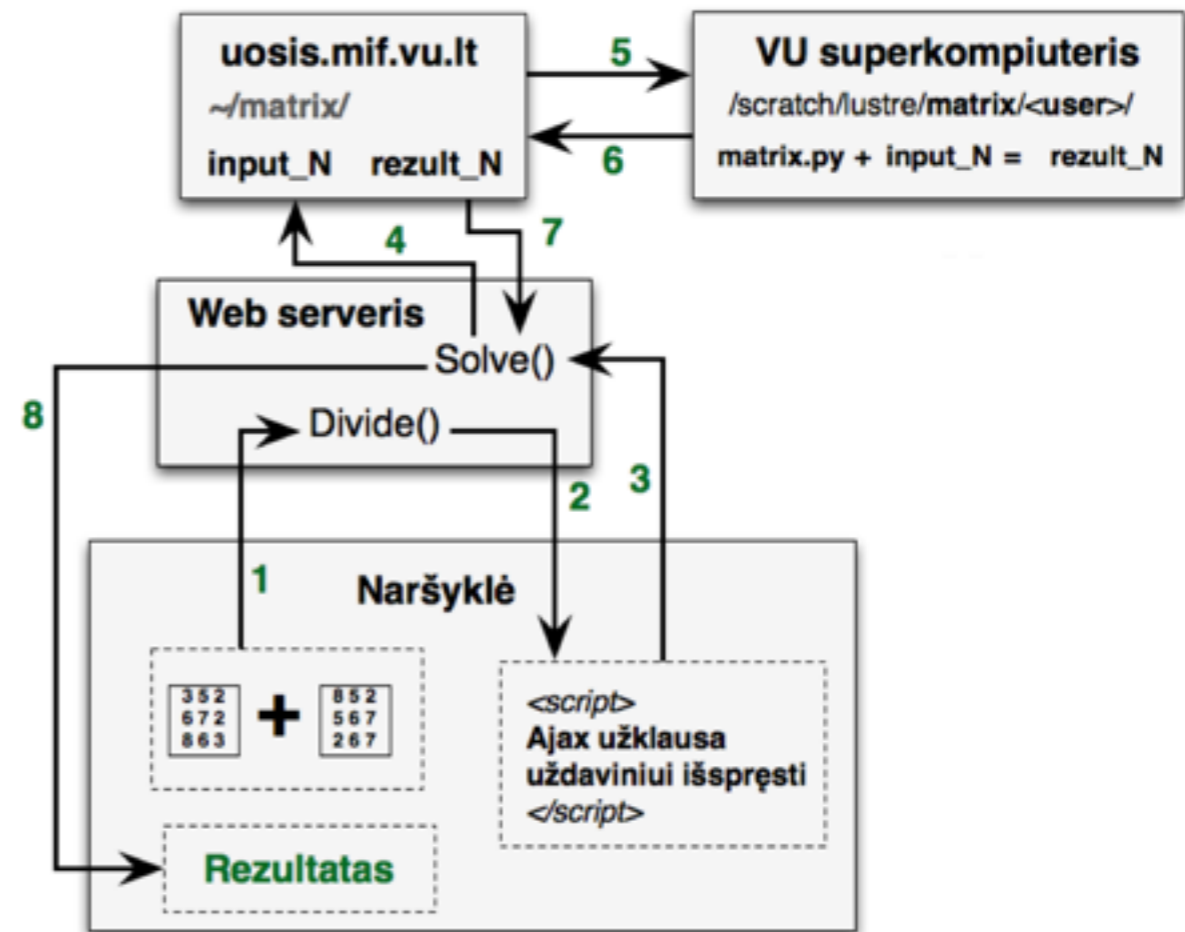 uosis.mif.vu.lt
~/matrix/
input_N rezult_N
5
6
VU superkompiuteris
/scratch/lustre/matrix/<user>/
matrix.py + input_N = rezult_N
4
7
Web serveris
Solve()
Divide()
8
2
3
1
Naršyklė
3 5 2
6 7 2
8 6 3
+
8 5 2
5 6 7
2 6 7
<script>
Ajax užklausa
uždaviniui išspręsti
</script>
Rezultatas